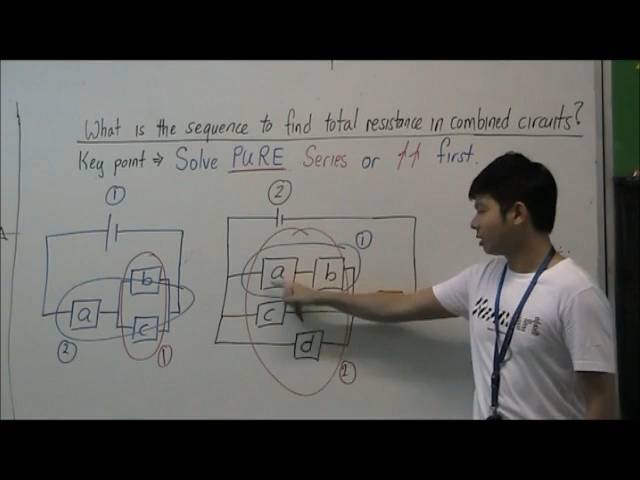 What is the sequence to find total resistance in combined circuits?
Key point ⇒ Solve PURE Series or ↿↿ first.
①
②
b
①
a
b
a
c
c
d
②
①
2